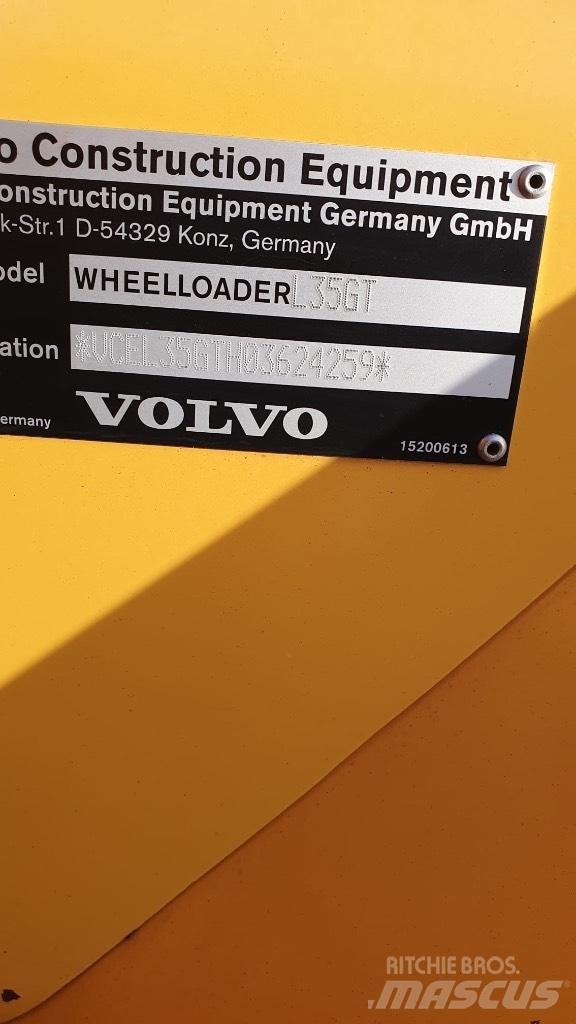 o Construction Equipment
onstruction Equipment Germany GmbH
k-Str.1 D-54329 Konz, Germany
odel WHEELLOADER L35GT
ation *VCEL35GTH03624259*
ermany VOLVO 15200613
RITCHIE BROS.
.MASCUS